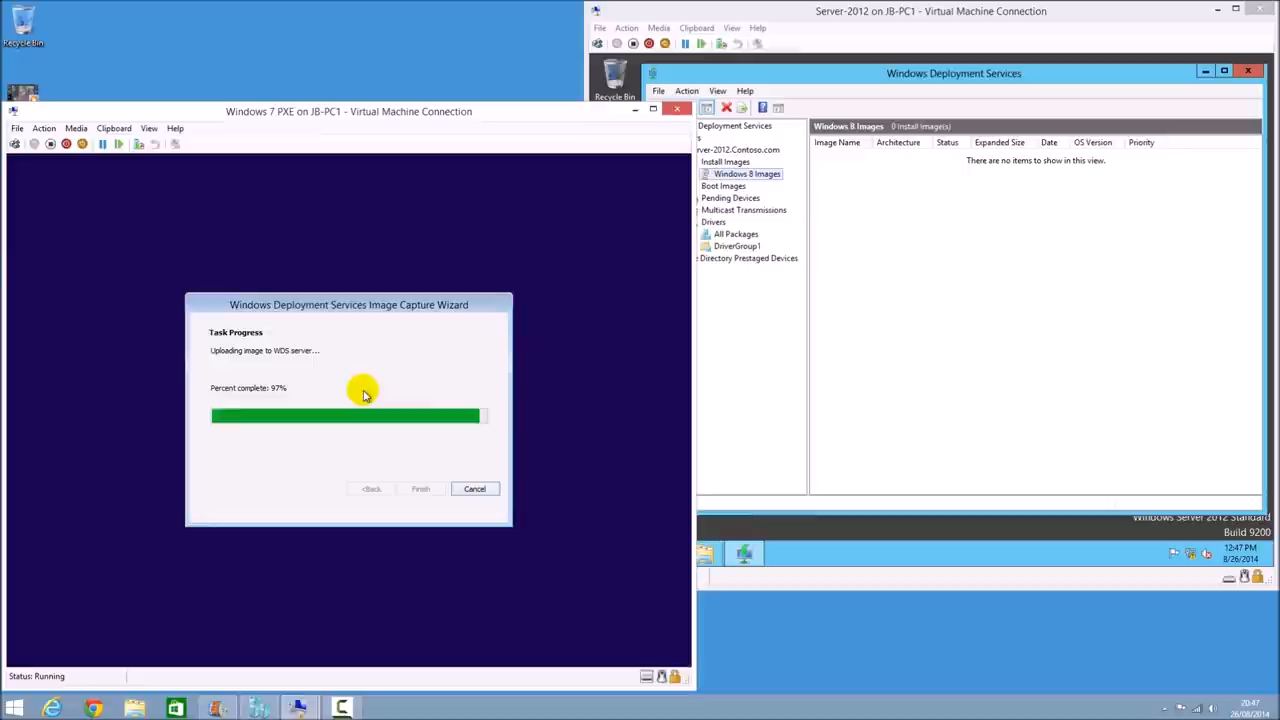 Recycle Bin
Server-2012 on JB-PC1 - Virtual Machine Connection
File Action Media Clipboard View Help
Recycle Bin
Windows Deployment Services
File Action View Help
Deployment Services
s
rver-2012.Contoso.com
Install Images
Windows 8 Images
Boot Images
Pending Devices
Multicast Transmissions
Drivers
All Packages
DriverGroup1
e Directory Prestaged Devices
Windows 8 Images 0 Install Image(s)
Image Name Architecture Status Expanded Size Date OS Version Priority
There are no items to show in this view.
Windows Server 2012 Standard
Build 9200
12:47 PM
8/26/2014
Windows 7 PXE on JB-PC1 - Virtual Machine Connection
File Action Media Clipboard View Help
Windows Deployment Services Image Capture Wizard
Task Progress
Uploading image to WDS server...
Percent complete: 97%
<Back Finish Cancel
Status: Running
20:47
26/08/2014